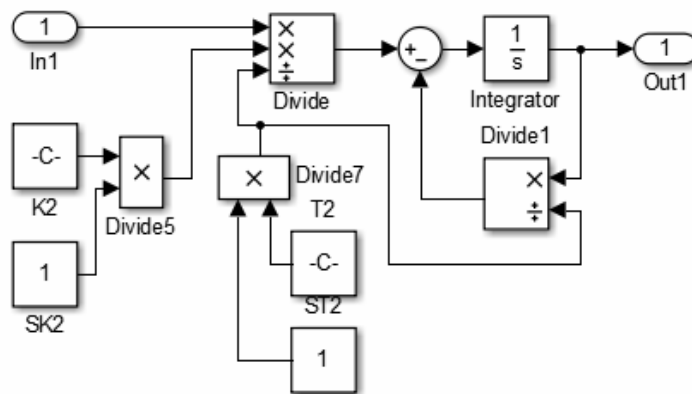 1
In1
×
×
÷
Divide
+
−
1
s
Integrator
1
Out1
-C-
K2
×
Divide5
1
SK2
×
Divide7
T2
-C-
ST2
1
Divide1
×
÷